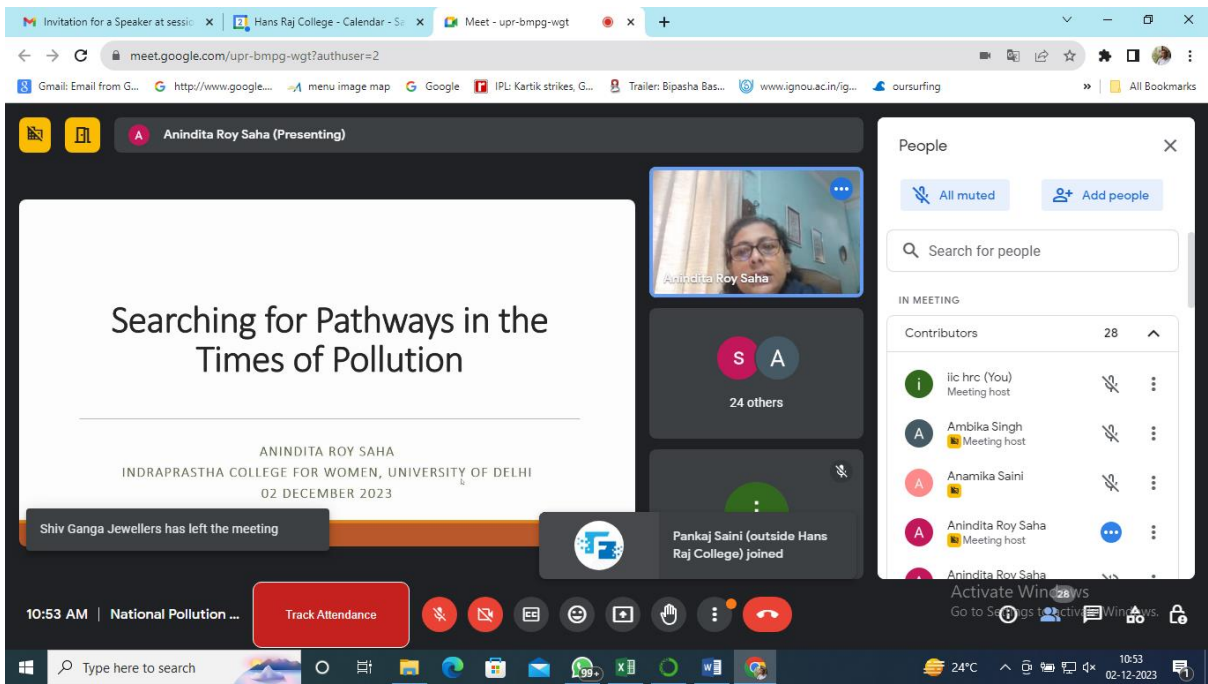 Invitation for a Speaker at sessio
Hans Raj College - Calendar - Sa
Meet - upr-bmpg-wgt
meet.google.com/upr-bmpg-wgt?authuser=2
Gmail: Email from G...
http://www.google....
menu image map
Google
IPL: Kartik strikes, G...
Trailer: Bipasha Bas...
www.ignou.ac.in/ig...
oursurfing
»
All Bookmarks
A
Anindita Roy Saha (Presenting)
Searching for Pathways in the
Times of Pollution
ANINDITA ROY SAHA
INDRAPRASTHA COLLEGE FOR WOMEN, UNIVERSITY OF DELHI
02 DECEMBER 2023
Shiv Ganga Jewellers has left the meeting
Anindita Roy Saha
S A
24 others
i
Pankaj Saini (outside Hans
Raj College) joined
People
All muted
Add people
Search for people
IN MEETING
Contributors 28
i
iic hrc (You)
Meeting host
A
Ambika Singh
Meeting host
A
Anamika Saini
A
Anindita Roy Saha
Meeting host
A
Anindita Roy Saha
Activate Windows
Go to Settings to activate Windows.
28
10:53 AM | National Pollution ...
Track Attendance
CC
Type here to search
99+
24°C
10:53
02-12-2023
1